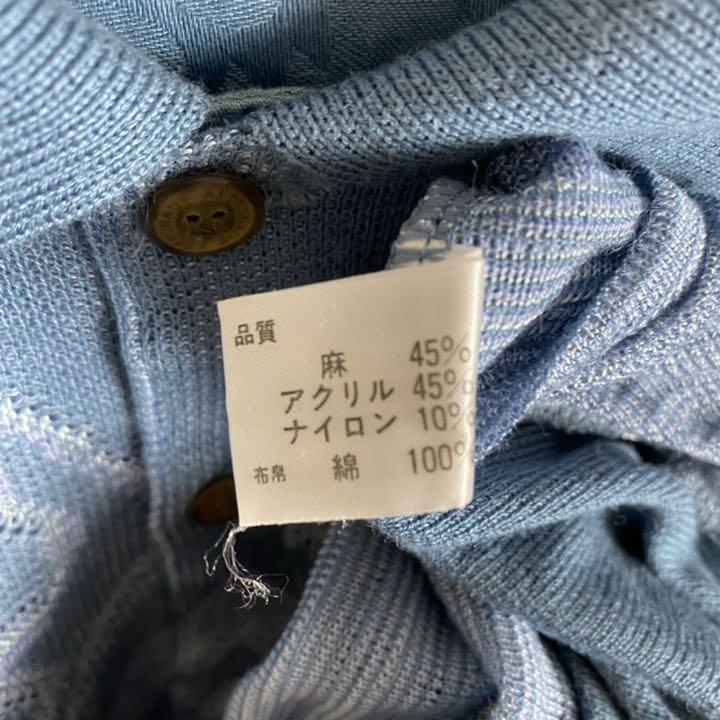 品質
麻 45%
アクリル 45%
ナイロン 10%
布帛 綿 100%